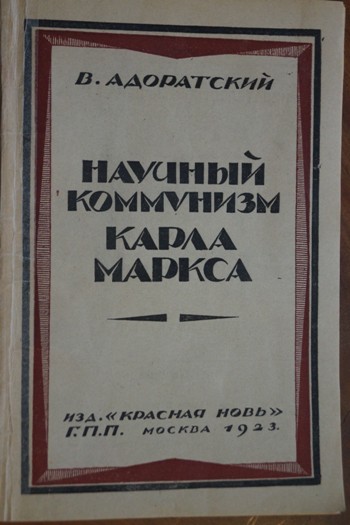 В. АДОРАТСКИЙ
НАУЧНЫЙ
КОММУНИЗМ
КАРЛА
МАРКСА
ИЗД. «КРАСНАЯ НОВЬ»
Г.П.П. МОСКВА 1923.